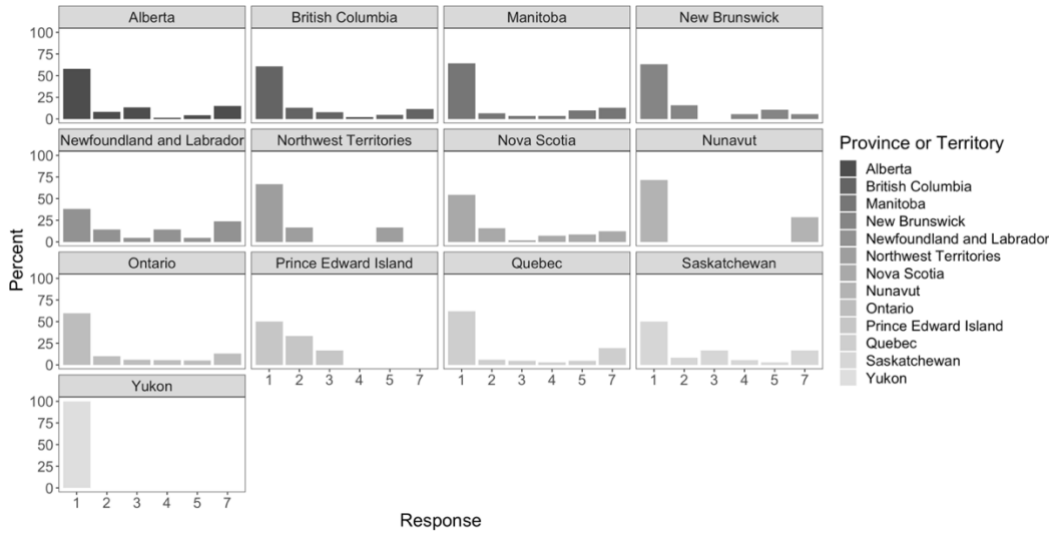 Alberta
British Columbia
Manitoba
New Brunswick
100
75
50
25
0
Newfoundland and Labrador
Northwest Territories
Nova Scotia
Nunavut
100
75
50
25
0
Ontario
Prince Edward Island
Quebec
Saskatchewan
100
75
50
25
0
1 2 3 4 5 7
1 2 3 4 5 7
1 2 3 4 5 7
Yukon
100
75
50
25
0
1 2 3 4 5 7
Percent
Response
Province or Territory
Alberta
British Columbia
Manitoba
New Brunswick
Newfoundland and Labrador
Northwest Territories
Nova Scotia
Nunavut
Ontario
Prince Edward Island
Quebec
Saskatchewan
Yukon